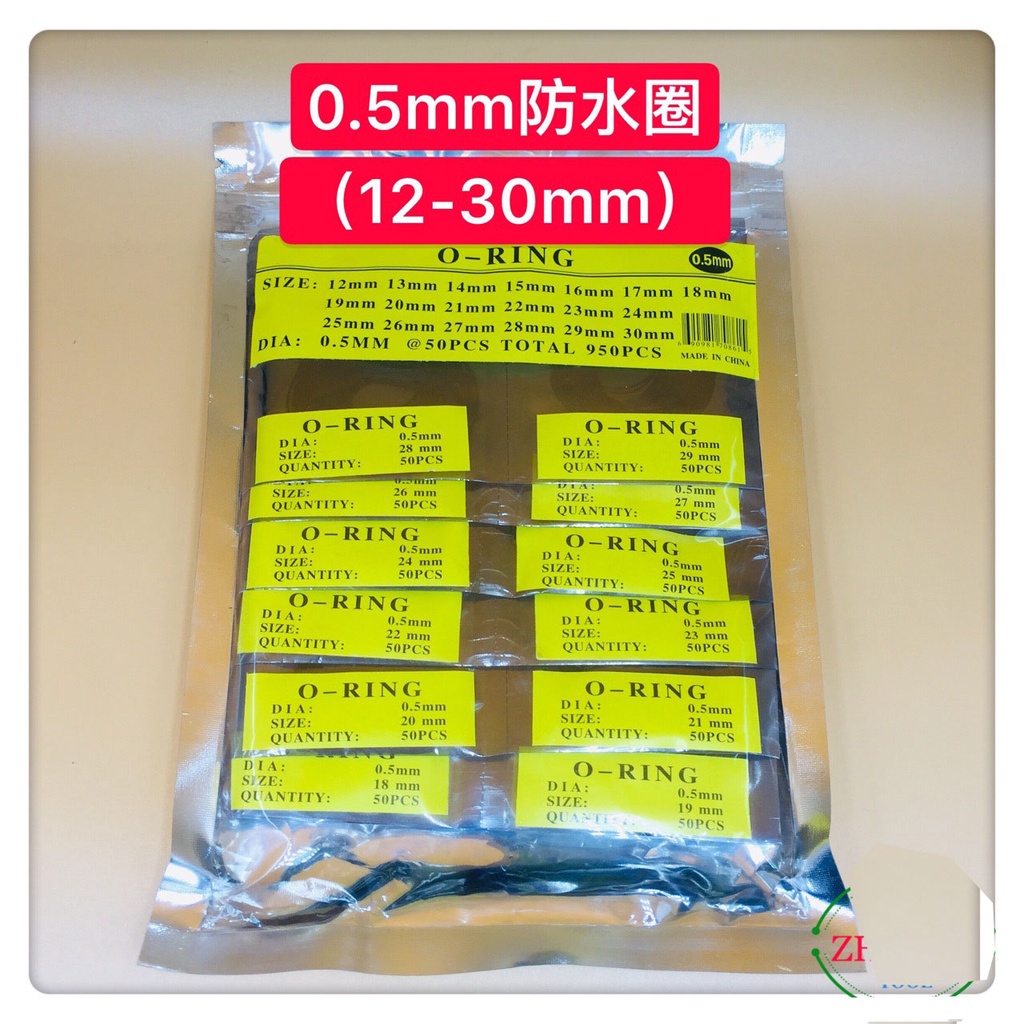 0.5mm防水圈
（12-30mm）
O-RING
0.5mm
SIZE: 12mm 13mm 14mm 15mm 16mm 17mm 18mm
19mm 20mm 21mm 22mm 23mm 24mm
25mm 26mm 27mm 28mm 29mm 30mm
DIA: 0.5MM @50PCS TOTAL 950PCS
MADE IN CHINA
O-RING
DIA: 0.5mm
SIZE: 28 mm
QUANTITY: 50PCS
O-RING
DIA: 0.5mm
SIZE: 29 mm
QUANTITY: 50PCS
DIA: 0.5mm
SIZE: 26 mm
QUANTITY: 50PCS
DIA: 0.5mm
SIZE: 27 mm
QUANTITY: 50PCS
O-RING
DIA: 0.5mm
SIZE: 24 mm
QUANTITY: 50PCS
O-RING
DIA: 0.5mm
SIZE: 25 mm
QUANTITY: 50PCS
O-RING
DIA: 0.5mm
SIZE: 22 mm
QUANTITY: 50PCS
O-RING
DIA: 0.5mm
SIZE: 23 mm
QUANTITY: 50PCS
O-RING
DIA: 0.5mm
SIZE: 20 mm
QUANTITY: 50PCS
O-RING
DIA: 0.5mm
SIZE: 21 mm
QUANTITY: 50PCS
DIA: 0.5mm
SIZE: 18 mm
QUANTITY: 50PCS
O-RING
DIA: 0.5mm
SIZE: 19 mm
QUANTITY: 50PCS